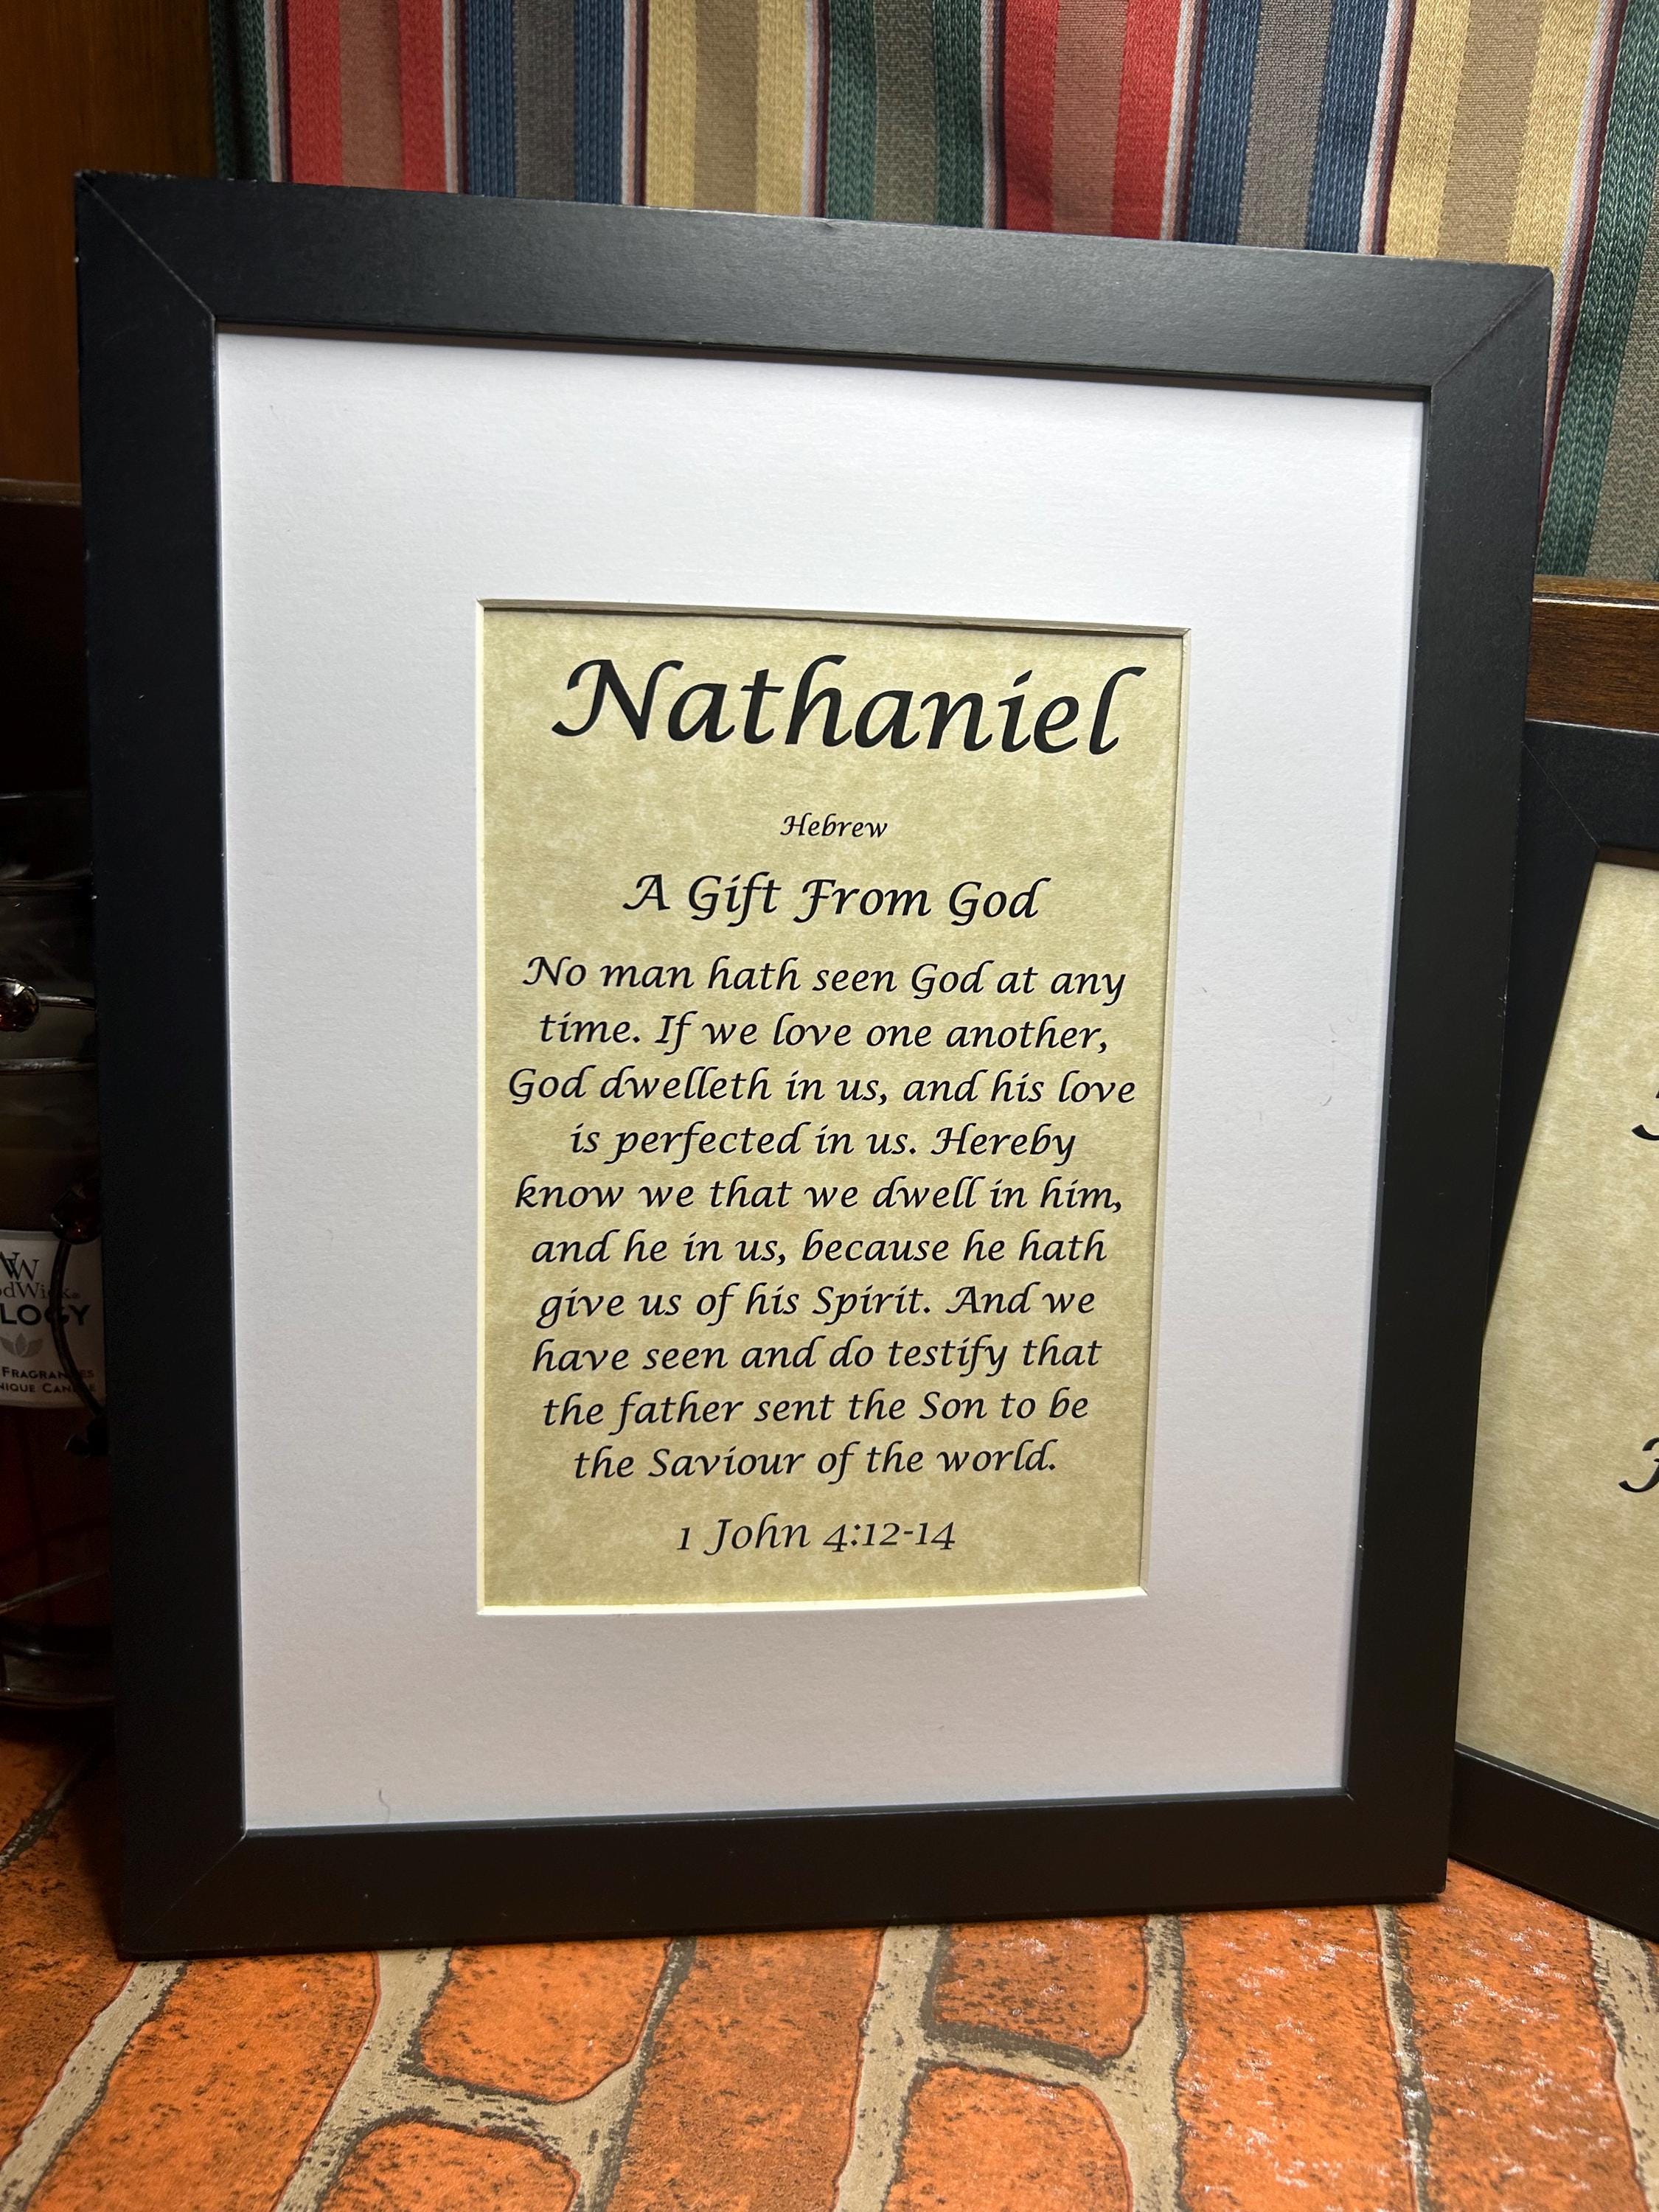 Nathaniel
Hebrew
A Gift From God
No man hath seen God at any
time. If we love one another,
God dwelleth in us, and his love
is perfected in us. Hereby
know we that we dwell in him,
and he in us, because he hath
give us of his Spirit. And we
have seen and do testify that
the father sent the Son to be
the Saviour of the world.
1 John 4:12-14